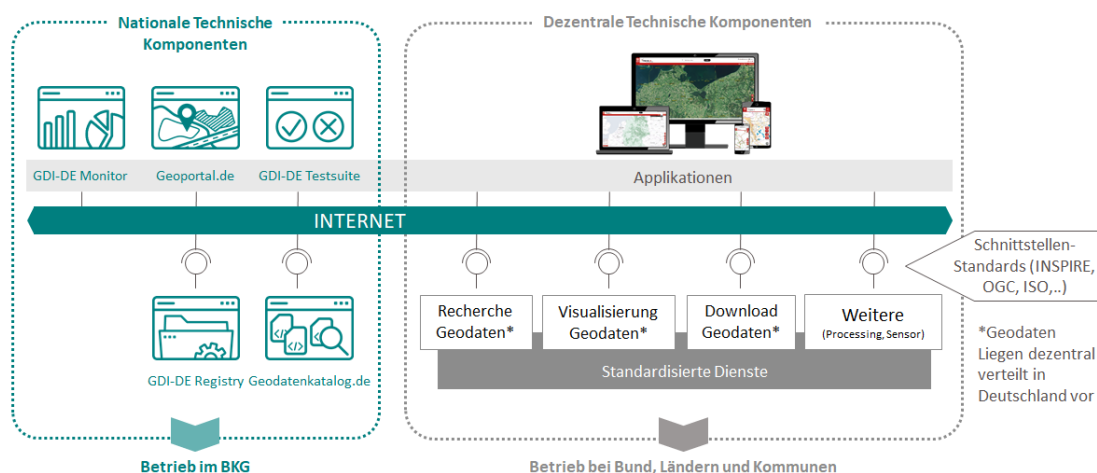 Nationale Technische
Komponenten
GDI-DE Monitor
Geoportal.de
GDI-DE Testsuite
Dezentrale Technische Komponenten
Applikationen
INTERNET
Schnittstellen-
Standards (INSPIRE,
OGC, ISO,..)
GDI-DE Registry
Geodatenkatalog.de
Recherche
Geodaten*
Visualisierung
Geodaten*
Download
Geodaten*
Weitere
(Processing, Sensor)
Standardisierte Dienste
*Geodaten
Liegen dezentral
verteilt in
Deutschland vor
Betrieb im BKG
Betrieb bei Bund, Ländern und Kommunen